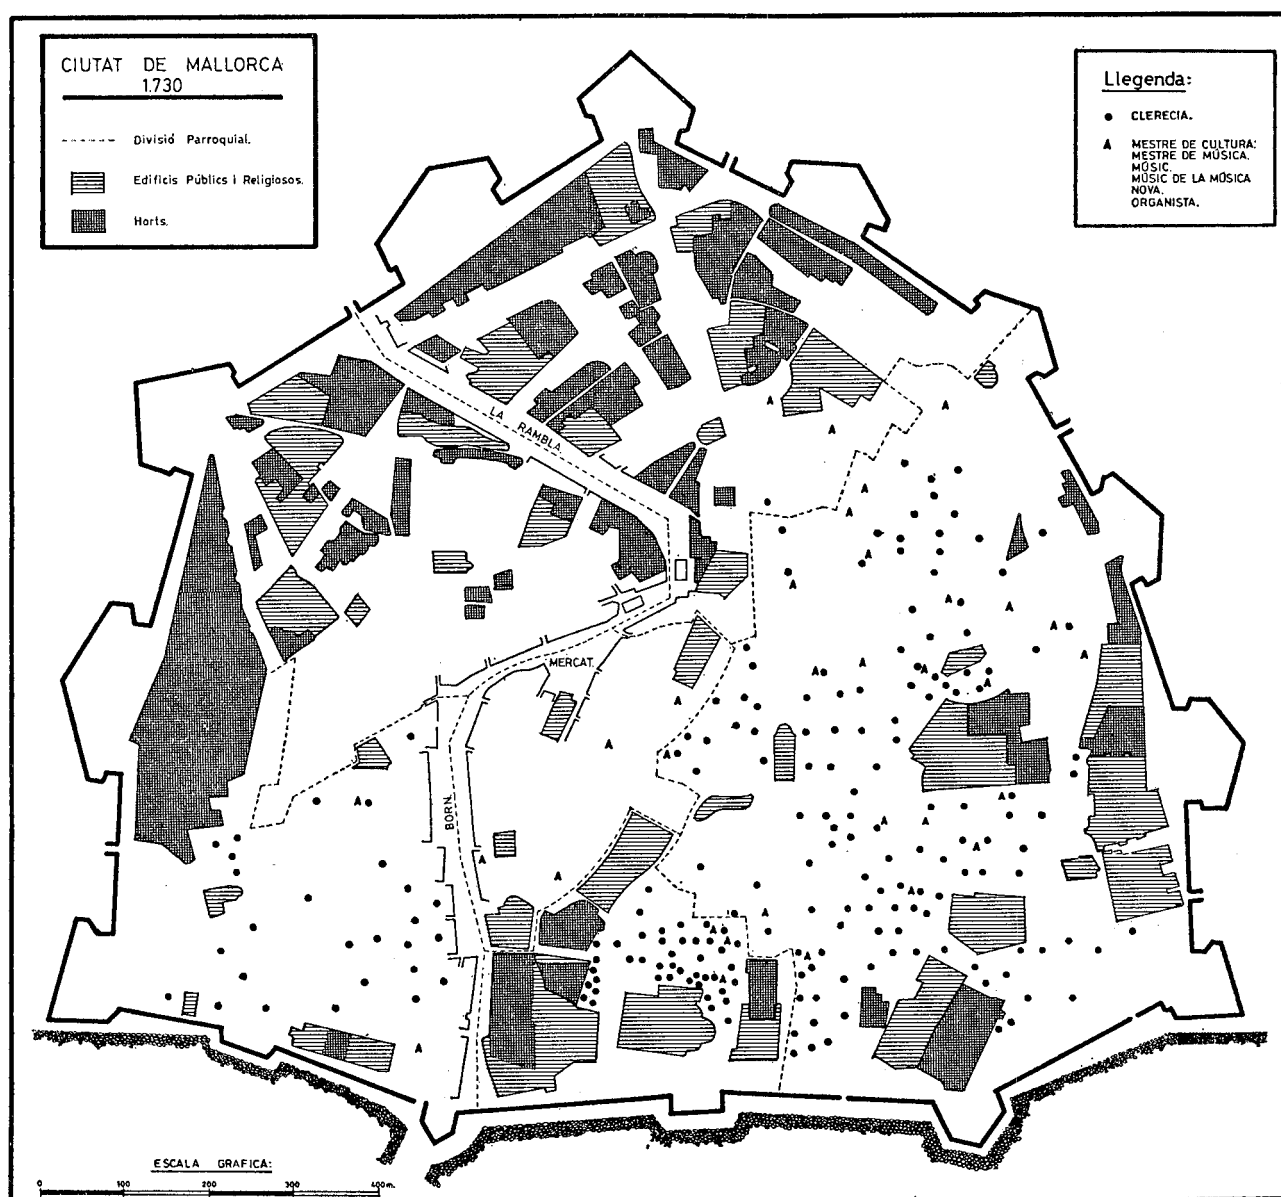 CIUTAT DE MALLORCA
1.730
Divisió Parroquial.
Edificis Públics i Religiosos.
Horts.
Llegenda:
CLERECIA.
A MESTRE DE CULTURA:
MESTRE DE MÚSICA.
MÚSIC.
MÚSIC DE LA MÚSICA
NOVA.
ORGANISTA.
LA RAMBLA
MERCAT.
BORN.
ESCALA GRAFICA:
0 100 200 300 400 m.